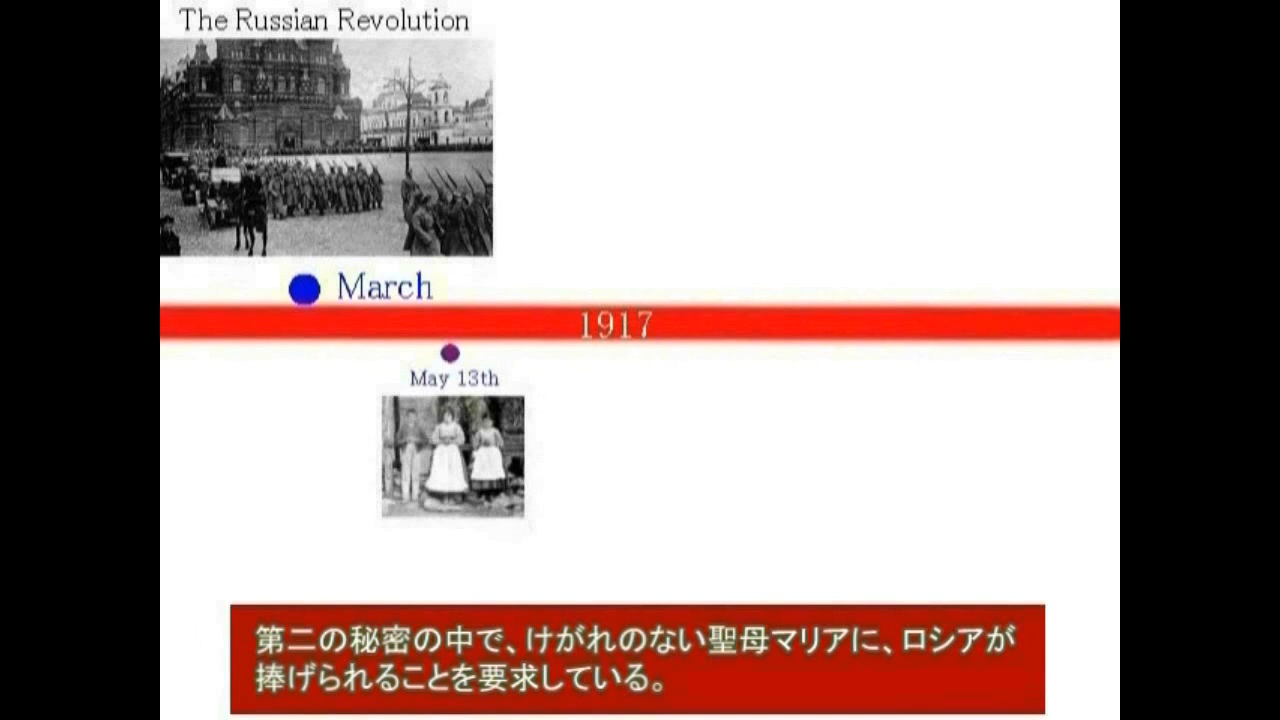 The Russian Revolution
March
1917
May 13th
第二の秘密の中で、けがれのない聖母マリアに、ロシアが
捧げられることを要求している。